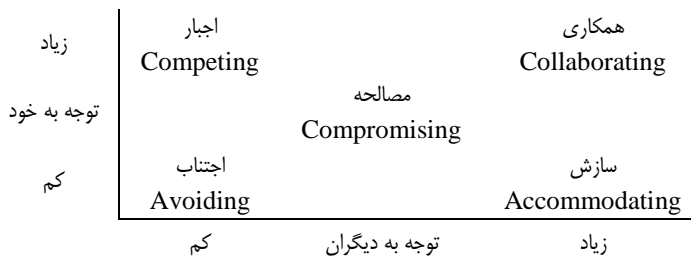 زیاد
اجبار
همکاری
Competing
Collaborating
توجه به خود
مصالحه
Compromising
کم
اجتناب
سازش
Avoiding
Accommodating
کم
توجه به دیگران
زیاد